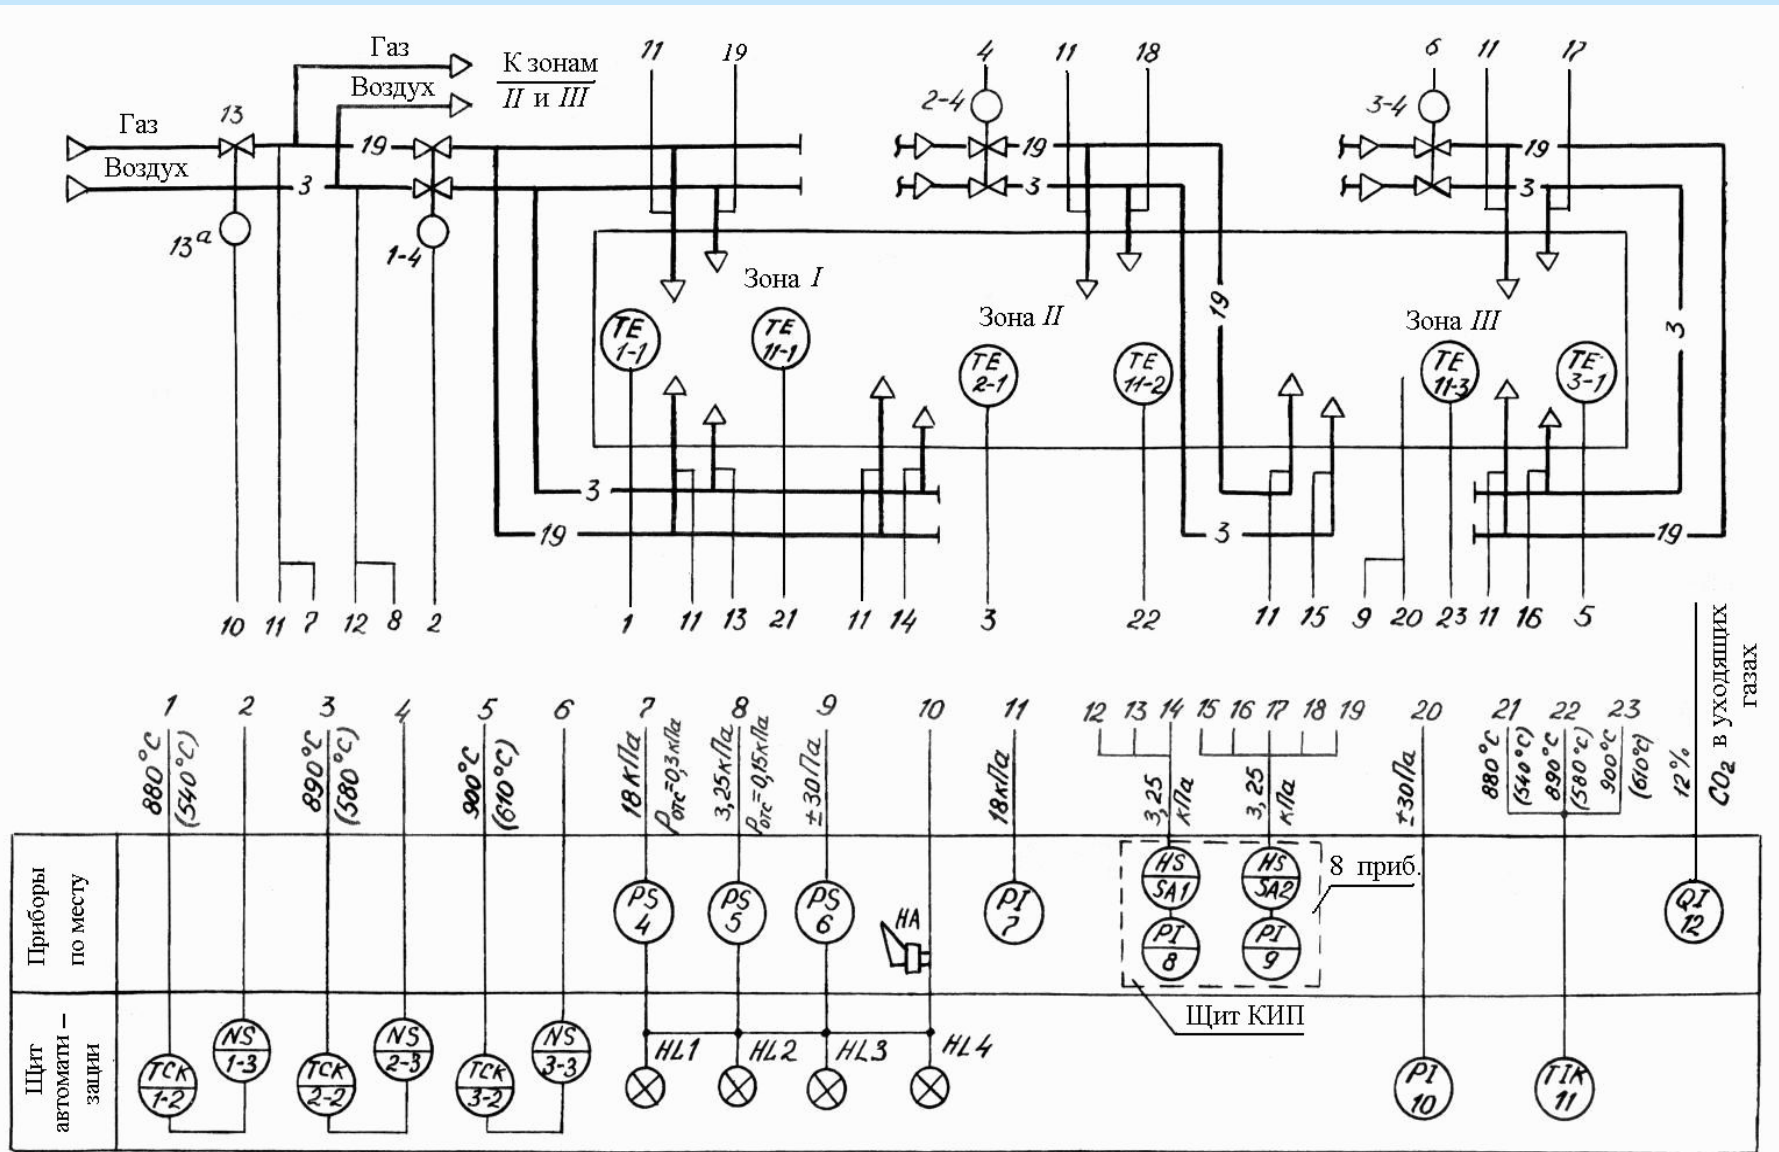 Газ
11
19
4
11
18
6
11
17
К зонам
II и III
Воздух
2-4
3-4
13
Газ
19
19
19
Воздух
3
3
3
13а
1-4
Зона I
Зона II
Зона III
19
3
TE
1-1
TE
11-1
TE
2-1
TE
11-2
TE
11-3
TE
3-1
3
19
3
19
10
11
7
12
8
2
1
11
13
21
11
14
3
22
11
15
9
20
23
11
16
5
1
2
3
4
5
6
7
8
9
10
11
12
13
14
15
16
17
18
19
20
21
22
23
880°C
(540°C)
890°C
(580°C)
900°C
(610°C)
18 кПа
Pотс=0,3 кПа
3,25 кПа
Pотс=0,15 кПа
±30 Па
18 кПа
3,25
кПа
3,25
кПа
±30 Па
880°C
(540°C)
890°C
(580°C)
900°C
(610°C)
12%
CO2 в уходящих
газах
Приборы
по месту
PS
4
PS
5
PS
6
HA
PI
7
HS
SA1
PI
8
HS
SA2
PI
9
8 приб.
QI
12
Щит КИП
Щит
автомати –
зации
TCK
1-2
NS
1-3
TCK
2-2
NS
2-3
TCK
3-2
NS
3-3
HL1
HL2
HL3
HL4
PI
10
TIK
11